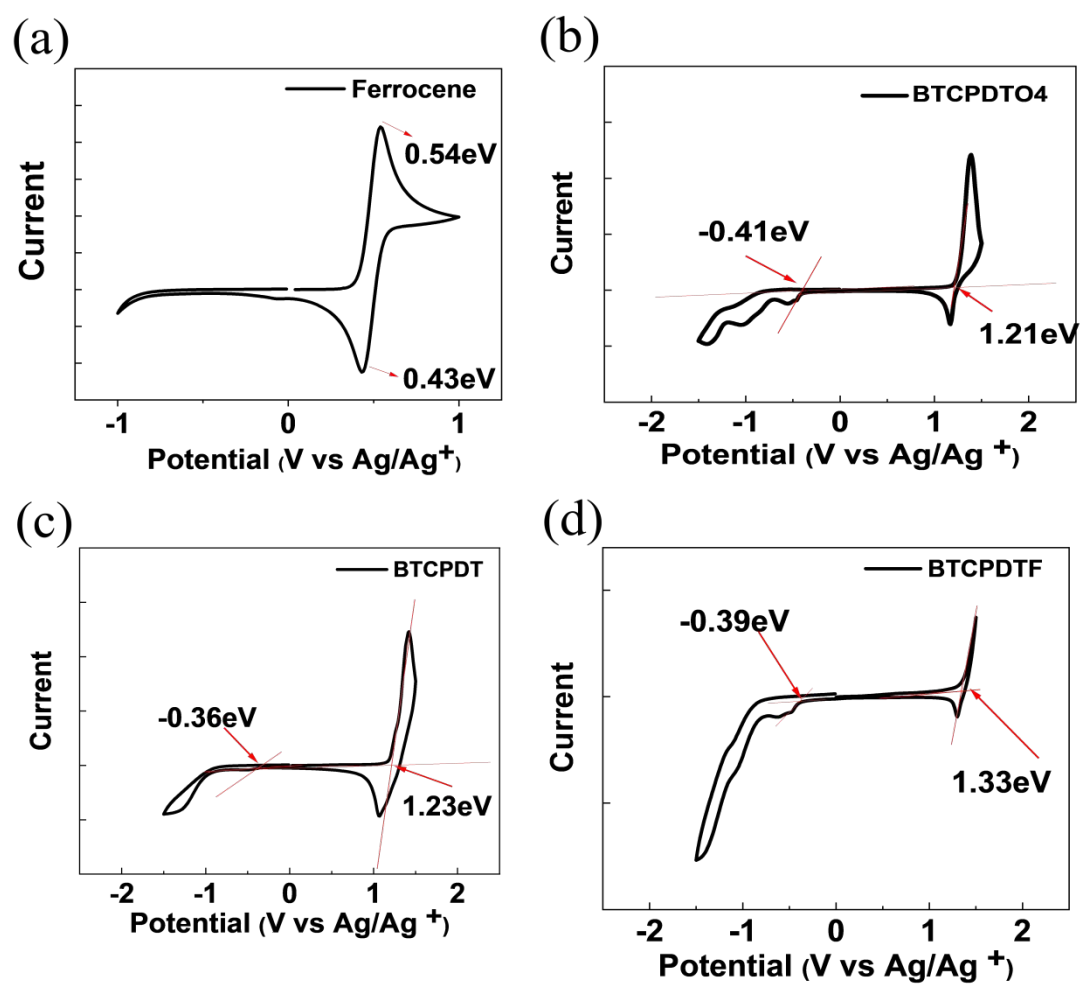 (a)
Ferrocene
0.54eV
0.43eV
Current
-1
0
1
Potential (V vs Ag/Ag+)
(b)
BTCPDTO4
-0.41eV
1.21eV
Current
-2
-1
0
1
2
Potential (V vs Ag/Ag +)
(c)
BTCPDT
-0.36eV
1.23eV
Current
-2
-1
0
1
2
Potential (V vs Ag/Ag +)
(d)
BTCPDTF
-0.39eV
1.33eV
Current
-2
-1
0
1
2
Potential (V vs Ag/Ag +)